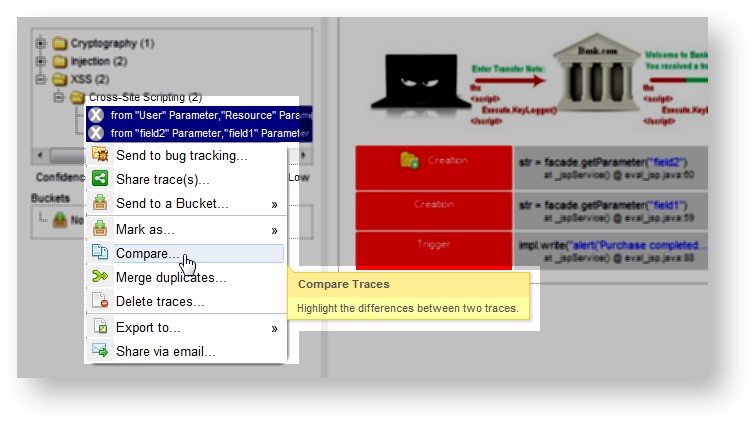 Cryptography (1)
Injection (2)
XSS (2)
Cross-Site Scripting (2)
from "User" Parameter,"Resource" Para
from "field2" Parameter,"field1" Paramet
Confidenc
Low
Buckets
No
Send to bug tracking...
Share trace(s)...
Send to a Bucket... »
Mark as... »
Compare...
Merge duplicates...
Delete traces...
Export to... »
Share via email...
Compare Traces
Highlight the differences between two traces.
Enter Transfer Note:
the
<script>
Execute.KeyLogger()
</script>
Bank.com
Welcome to Bank
You received a tra
the
<script>
Execute.KeyL
</script>
Creation
str = facade.getParameter("field2")
at _jspService() @ eval_jsp.java:60
Creation
str = facade.getParameter("field1")
at _jspService() @ eval_jsp.java:59
Trigger
impl.write("alert('Purchase completed...
at _jspService() @ eval_jsp.java:88